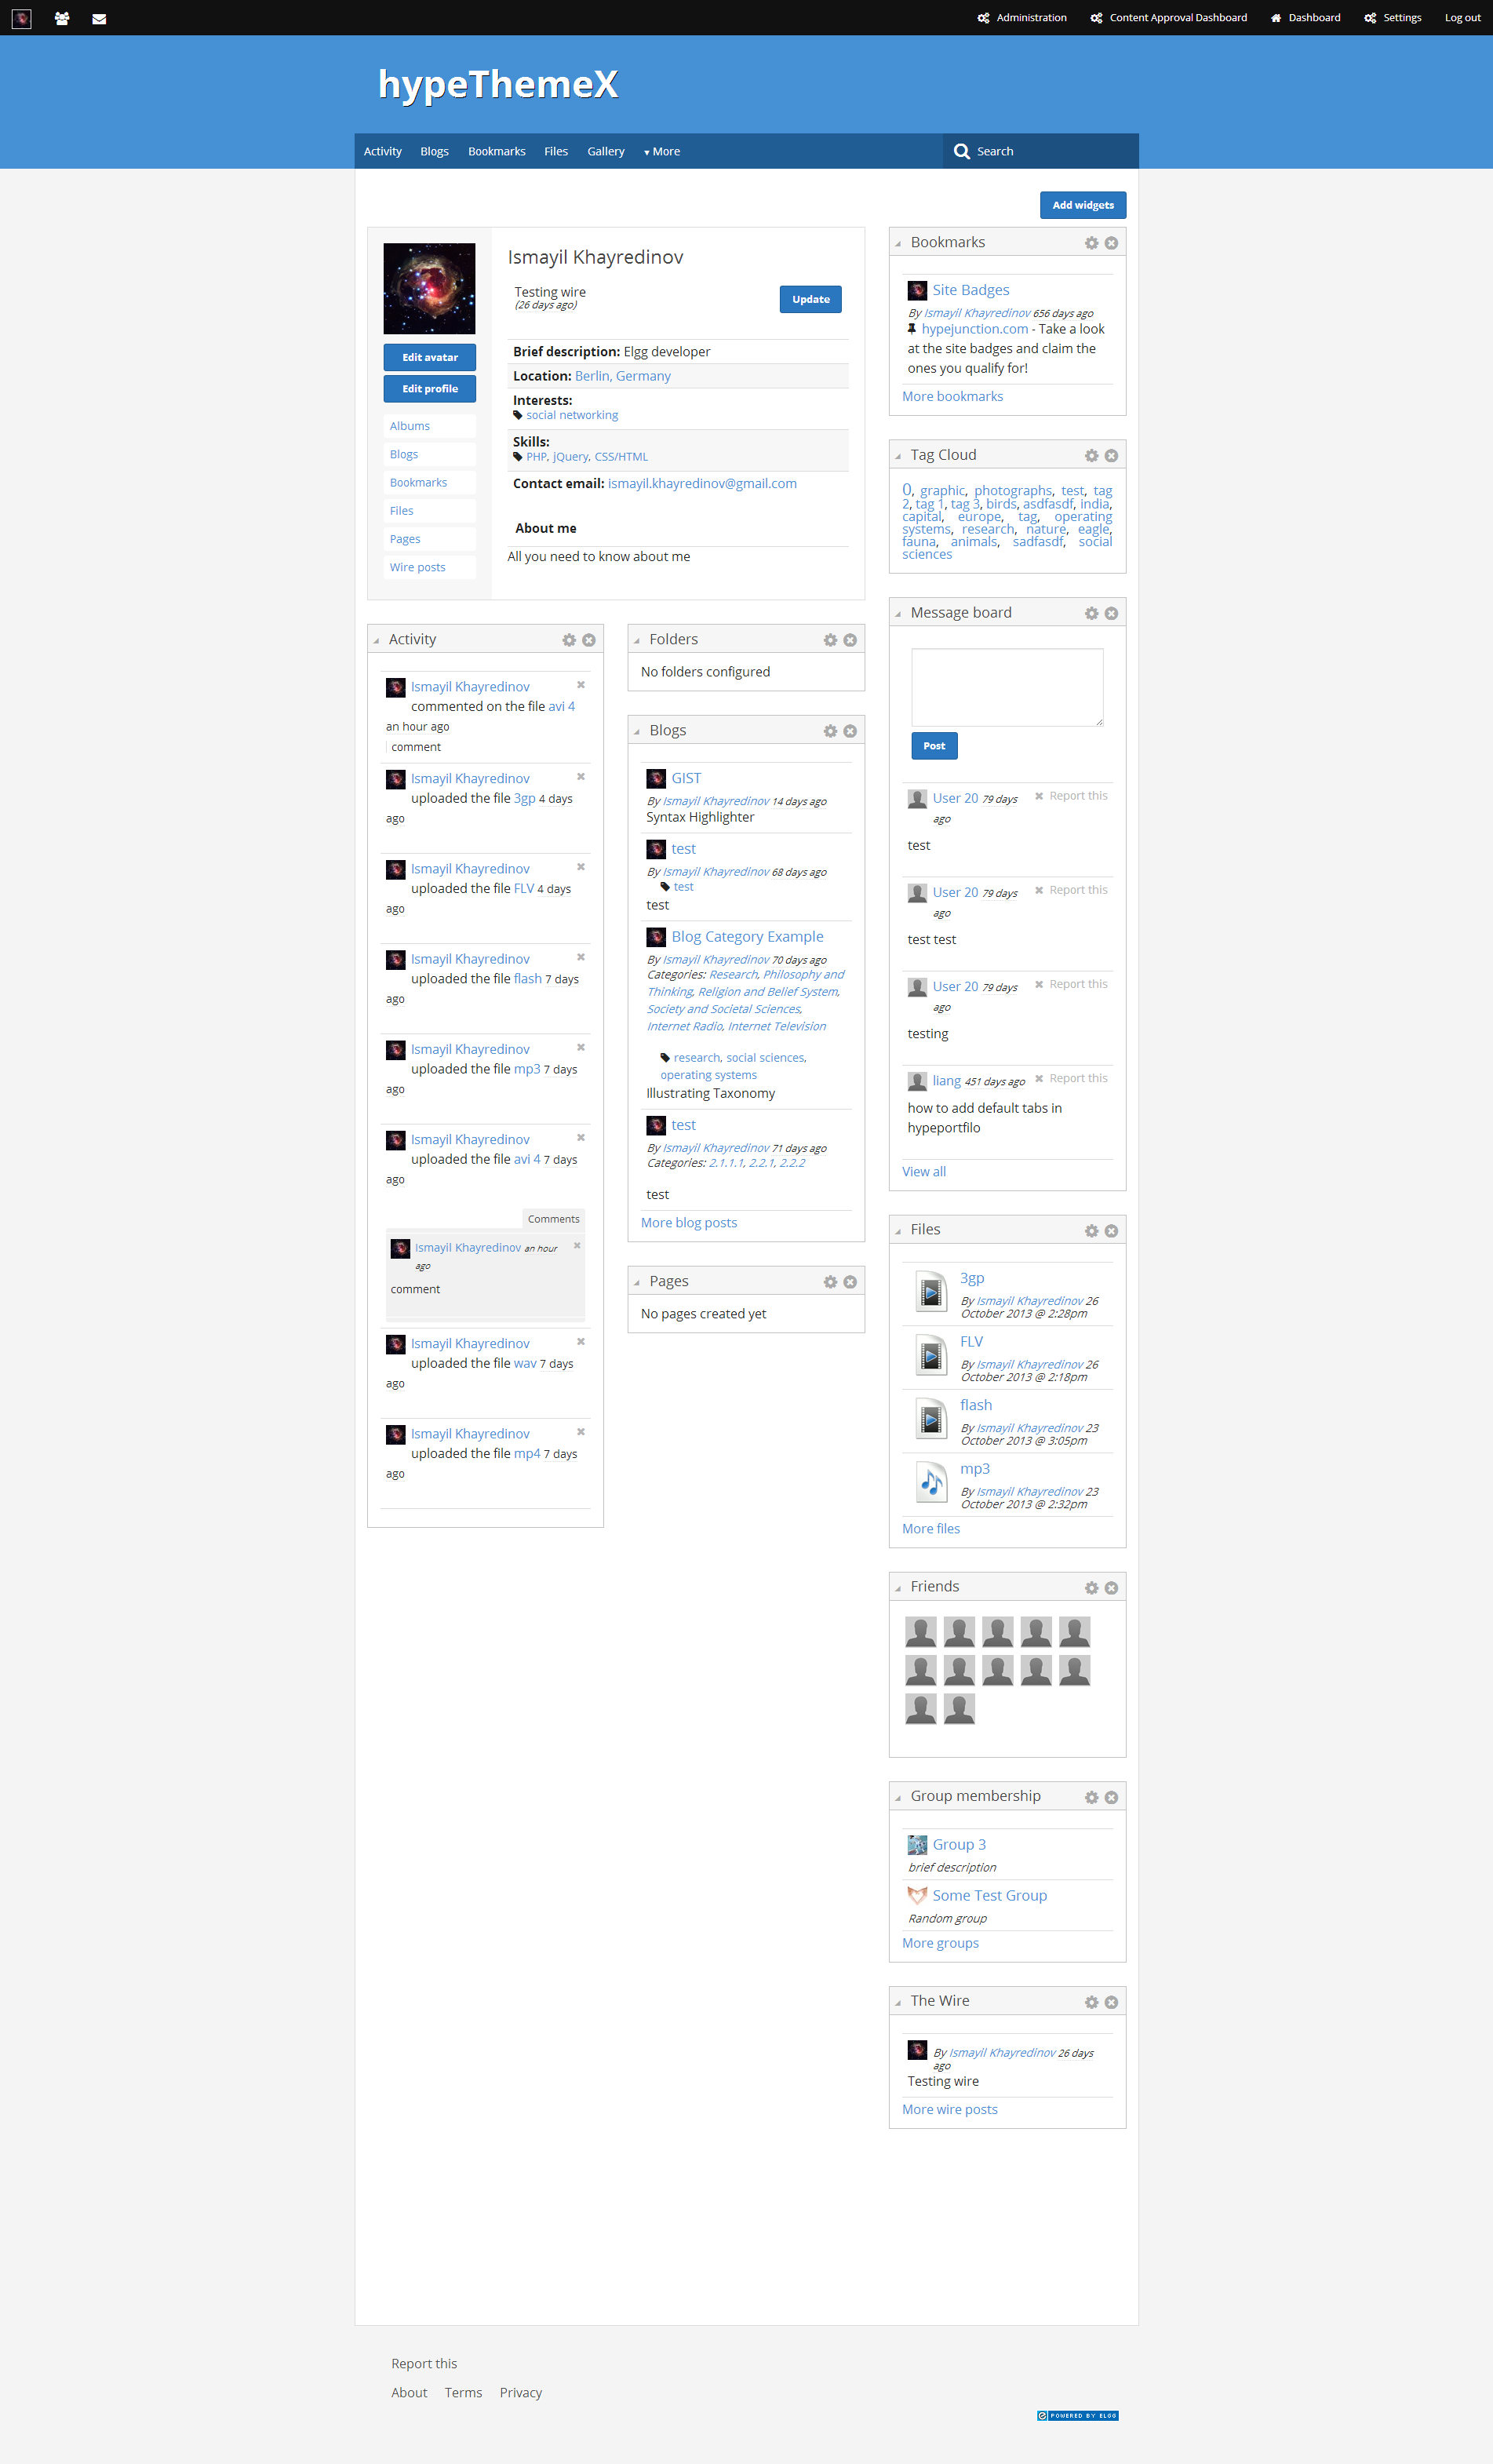 Administration
Content Approval Dashboard
Dashboard
Settings
Log out
hypeThemeX
Activity
Blogs
Bookmarks
Files
Gallery
▾ More
Search
Add widgets
Edit avatar
Edit profile
Albums
Blogs
Bookmarks
Files
Pages
Wire posts
Ismayil Khayredinov
Testing wire
(26 days ago)
Update
Brief description: Elgg developer
Location: Berlin, Germany
Interests:
social networking
Skills:
PHP, jQuery, CSS/HTML
Contact email: ismayil.khayredinov@gmail.com
About me
All you need to know about me
Activity
Ismayil Khayredinov
commented on the file avi 4
an hour ago
comment
Ismayil Khayredinov
uploaded the file 3gp 4 days
ago
Ismayil Khayredinov
uploaded the file FLV 4 days
ago
Ismayil Khayredinov
uploaded the file flash 7 days
ago
Ismayil Khayredinov
uploaded the file mp3 7 days
ago
Ismayil Khayredinov
uploaded the file avi 4 7 days
ago
Comments
Ismayil Khayredinov an hour
ago
comment
Ismayil Khayredinov
uploaded the file wav 7 days
ago
Ismayil Khayredinov
uploaded the file mp4 7 days
ago
Folders
No folders configured
Blogs
GIST
By Ismayil Khayredinov 14 days ago
Syntax Highlighter
test
By Ismayil Khayredinov 68 days ago
test
test
Blog Category Example
By Ismayil Khayredinov 70 days ago
Categories: Research, Philosophy and
Thinking, Religion and Belief System,
Society and Societal Sciences,
Internet Radio, Internet Television
research, social sciences,
operating systems
Illustrating Taxonomy
test
By Ismayil Khayredinov 71 days ago
Categories: 2.1.1.1, 2.2.1, 2.2.2
test
More blog posts
Pages
No pages created yet
Bookmarks
Site Badges
By Ismayil Khayredinov 656 days ago
hypejunction.com - Take a look
at the site badges and claim the
ones you qualify for!
More bookmarks
Tag Cloud
0, graphic, photographs, test, tag
2, tag 1, tag 3, birds, asdfasdf, india,
capital, europe, tag, operating
systems, research, nature, eagle,
fauna, animals, sadfasdf, social
sciences
Message board
Post
User 20 79 days
ago
Report this
test
User 20 79 days
ago
Report this
test test
User 20 79 days
ago
Report this
testing
liang 451 days ago
Report this
how to add default tabs in
hypeportfilo
View all
Files
3gp
By Ismayil Khayredinov 26
October 2013 @ 2:28pm
FLV
By Ismayil Khayredinov 26
October 2013 @ 2:18pm
flash
By Ismayil Khayredinov 23
October 2013 @ 3:05pm
mp3
By Ismayil Khayredinov 23
October 2013 @ 2:32pm
More files
Friends
Group membership
Group 3
brief description
Some Test Group
Random group
More groups
The Wire
By Ismayil Khayredinov 26 days
ago
Testing wire
More wire posts
Report this
About
Terms
Privacy
POWERED BY ELGG